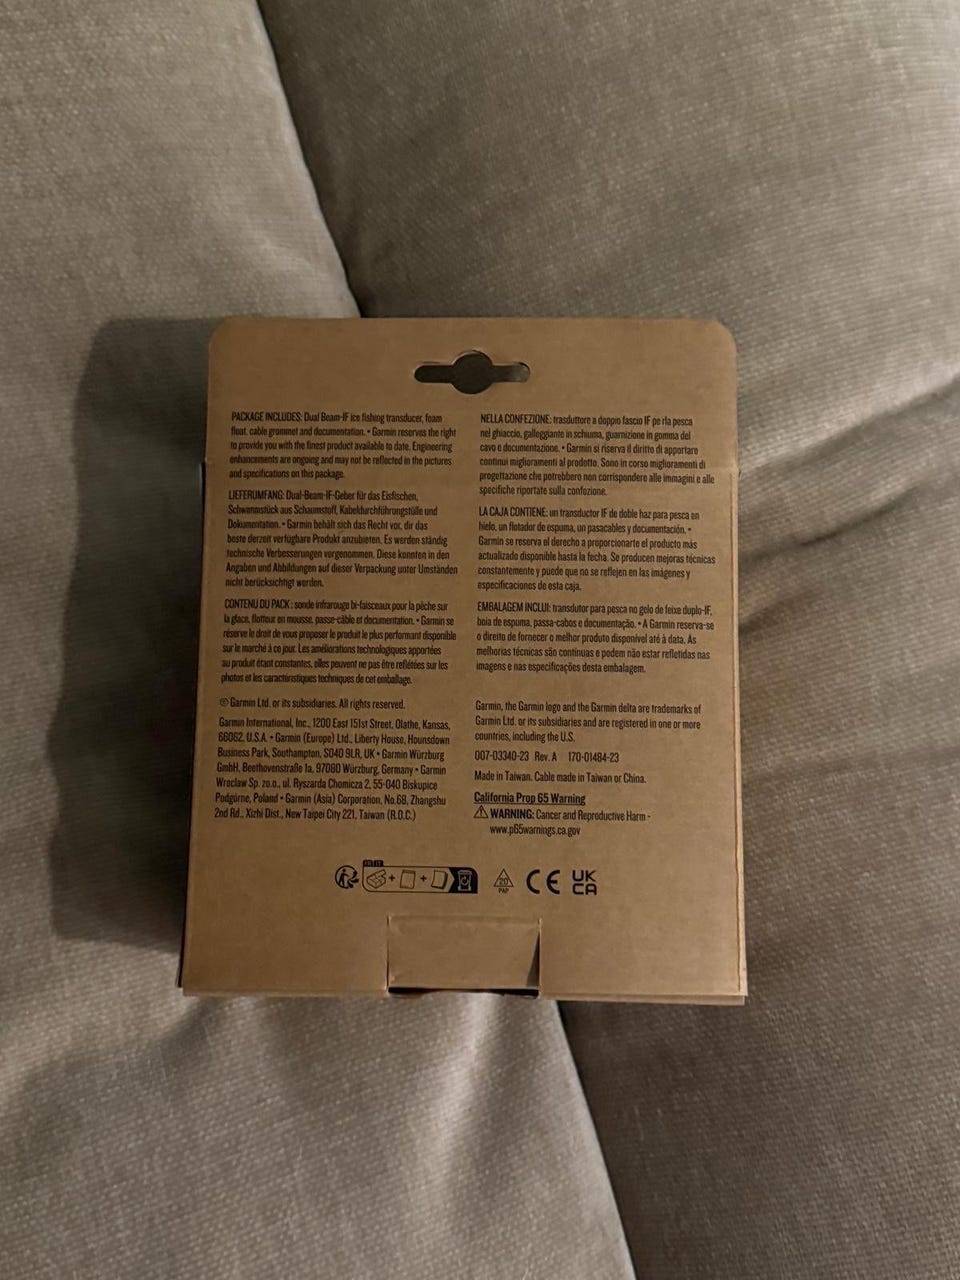 PACKAGE INCLUDES: Dual Beam-IF ice fishing transducer, foam
float, cable grommet and documentation. • Garmin reserves the right
to provide you with the finest product available to date. Engineering
enhancements are ongoing and may not be reflected in the pictures
and specifications on this package.
LIEFERUMFANG: Dual-Beam-IF-Geber für das Eisfischen,
Schwimmstück aus Schaumstoff, Kabeldurchführungstülle und
Dokumentation. • Garmin behält sich das Recht vor, dir das
beste derzeit verfügbare Produkt anzubieten. Es werden ständig
technische Verbesserungen vorgenommen. Diese konnten in den
Angaben und Abbildungen auf dieser Verpackung unter Umständen
nicht berücksichtigt werden.
CONTENU DU PACK : sonde infrarouge bi-faisceaux pour la pêche sur
la glace, flotteur en mousse, passe-câble et documentation. • Garmin se
réserve le droit de vous proposer le produit le plus performant disponible
sur le marché à ce jour. Les améliorations technologiques apportées
au produit étant constantes, elles peuvent ne pas être reflétées sur les
photos et les caractéristiques techniques de cet emballage.
© Garmin Ltd. or its subsidiaries. All rights reserved.
Garmin International, Inc., 1200 East 151st Street, Olathe, Kansas,
66062, U.S.A. • Garmin (Europe) Ltd., Liberty House, Hounsdown
Business Park, Southampton, SO40 9LR, UK • Garmin Würzburg
GmbH, Beethovenstraße 1a, 97080 Würzburg, Germany • Garmin
Wroclaw Sp. zo.o., ul. Ryszarda Chomicza 2, 55-040 Biskupice
Podgórne, Poland • Garmin (Asia) Corporation, No.68, Zhangshu
2nd Rd., Xizhi Dist., New Taipei City 221, Taiwan (R.O.C.)
NELLA CONFEZIONE: trasduttore a doppio fascio IF pe rla pesca
nel ghiaccio, galleggiante in schiuma, guarnizione in gomma del
cavo e documentazione. • Garmin si riserva il diritto di apportare
continui miglioramenti al prodotto. Sono in corso miglioramenti di
progettazione che potrebbero non corrispondere alle immagini e alle
specifiche riportate sulla confezione.
LA CAJA CONTIENE: un transductor IF de doble haz para pesca en
hielo, un flotador de espuma, un pasacables y documentación. •
Garmin se reserva el derecho a proporcionarte el producto más
actualizado disponible hasta la fecha. Se producen mejoras técnicas
constantemente y puede que no se reflejen en las imágenes y
especificaciones de esta caja.
EMBALAGEM INCLUI: transdutor para pesca no gelo de feixe duplo-IF,
boia de espuma, passa-cabos e documentação. • A Garmin reserva-se
o direito de fornecer o melhor produto disponível até à data. As
melhorias técnicas são contínuas e podem não estar refletidas nas
imagens e nas especificações desta embalagem.
Garmin, the Garmin logo and the Garmin delta are trademarks of
Garmin Ltd. or its subsidiaries and are registered in one or more
countries, including the U.S.
007-03340-23 Rev. A 170-01484-23
Made in Taiwan. Cable made in Taiwan or China.
California Prop 65 Warning
⚠ WARNING: Cancer and Reproductive Harm -
www.p65warnings.ca.gov
FR IT
+ +
20
PAP
CE
UK
CA